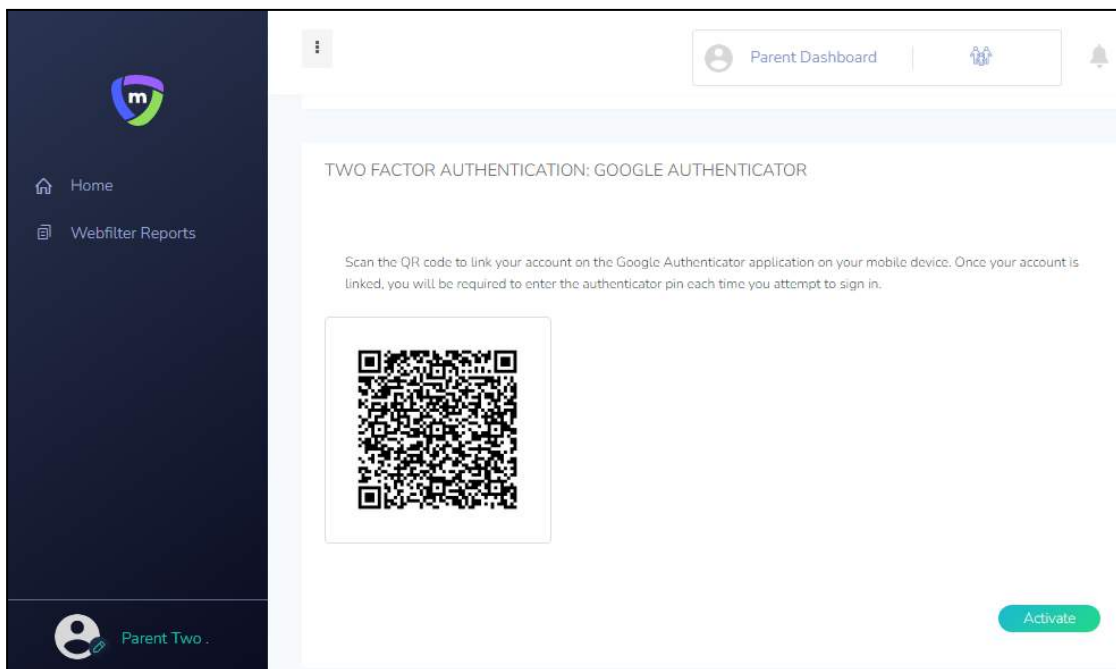 m
Parent Dashboard
Home
Webfilter Reports
TWO FACTOR AUTHENTICATION: GOOGLE AUTHENTICATOR
Scan the QR code to link your account on the Google Authenticator application on your mobile device. Once your account is
linked, you will be required to enter the authenticator pin each time you attempt to sign in.
Activate
Parent Two .